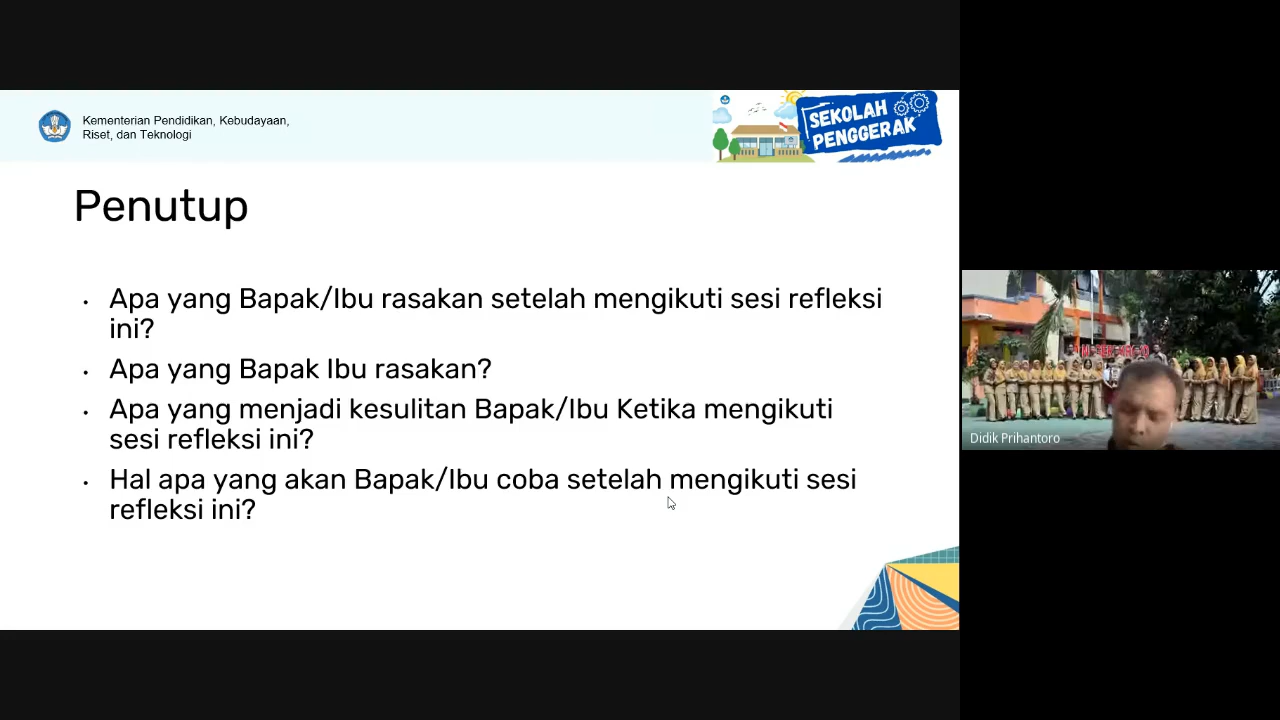 Kementerian Pendidikan, Kebudayaan,
Riset, dan Teknologi
SEKOLAH
PENGGERAK
Penutup
• Apa yang Bapak/Ibu rasakan setelah mengikuti sesi refleksi
ini?
• Apa yang Bapak Ibu rasakan?
• Apa yang menjadi kesulitan Bapak/Ibu Ketika mengikuti
sesi refleksi ini?
• Hal apa yang akan Bapak/Ibu coba setelah mengikuti sesi
refleksi ini?
Didik Prihantoro